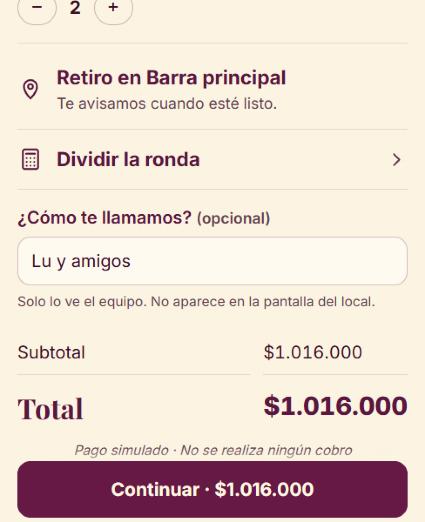 − 2 +
Retiro en Barra principal
Te avisamos cuando esté listo.
Dividir la ronda
¿Cómo te llamamos? (opcional)
Lu y amigos
Solo lo ve el equipo. No aparece en la pantalla del local.
Subtotal $1.016.000
Total $1.016.000
Pago simulado · No se realiza ningún cobro
Continuar · $1.016.000